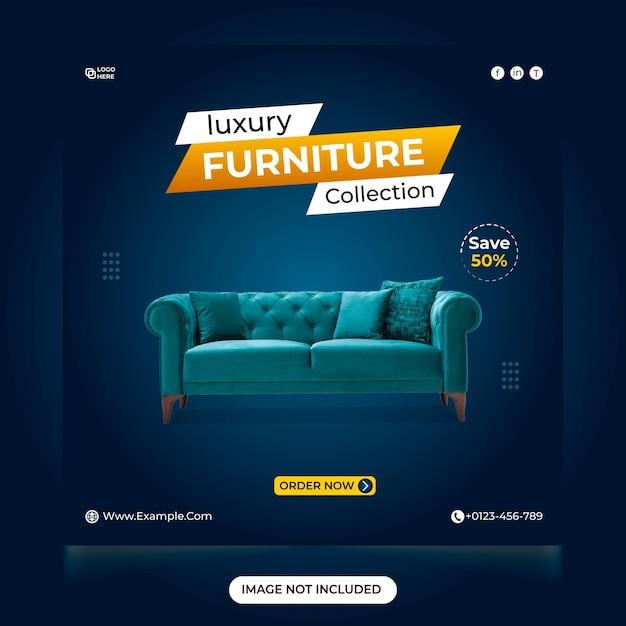 LOGO
HERE
f in T
luxury
FURNITURE
Collection
Save
50%
ORDER NOW
Www.Example.Com
+0123-456-789
IMAGE NOT INCLUDED